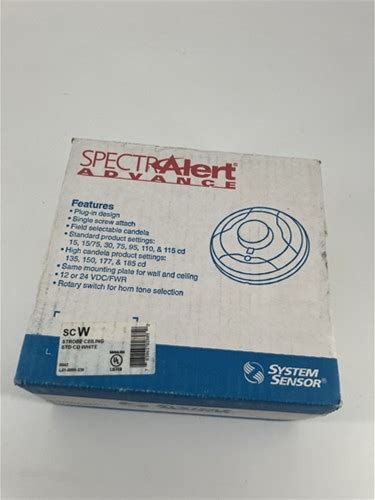 SPECTRAlert®
ADVANCE
Features
• Plug-in design
• Single screw attach
• Field selectable candela
• Standard product settings:
15, 15/75, 30, 75, 95, 110, & 115 cd
• High candela product settings:
135, 150, 177, & 185 cd
• Same mounting plate for wall and ceiling
• 12 or 24 VDC/FWR
• Rotary switch for horn tone selection
SCW
STROBE CEILING
STD CD WHITE
UL
LISTED
SYSTEM
SENSOR®